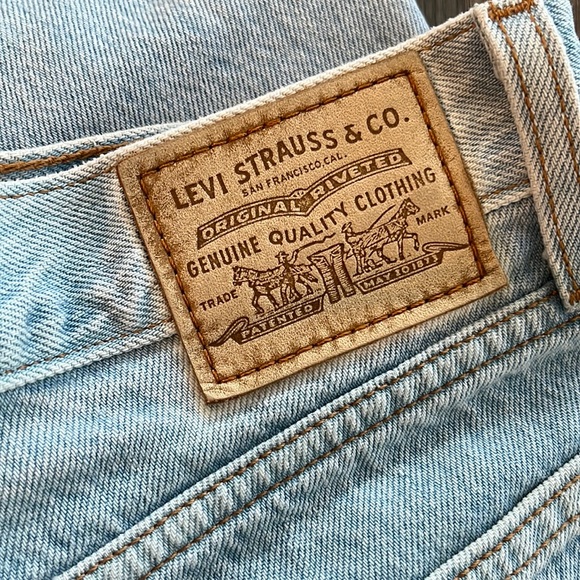 LEVI STRAUSS & CO.
SAN FRANCISCO, CAL.
ORIGINAL RIVETED
GENUINE QUALITY CLOTHING
TRADE MARK
PATENTED MAY 20 1873